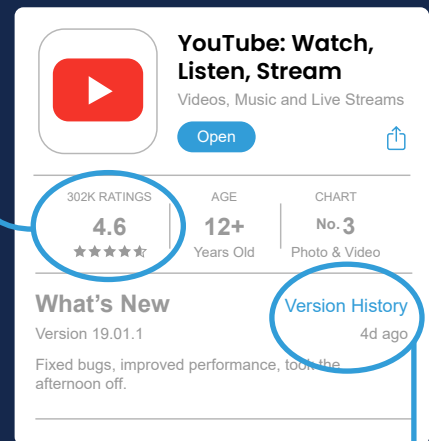 YouTube: Watch,
Listen, Stream
Videos, Music and Live Streams
Open
302K RATINGS
4.6
AGE
12+
Years Old
CHART
No. 3
Photo & Video
What's New
Version History
Version 19.01.1
4d ago
Fixed bugs, improved performance, took the
afternoon off.